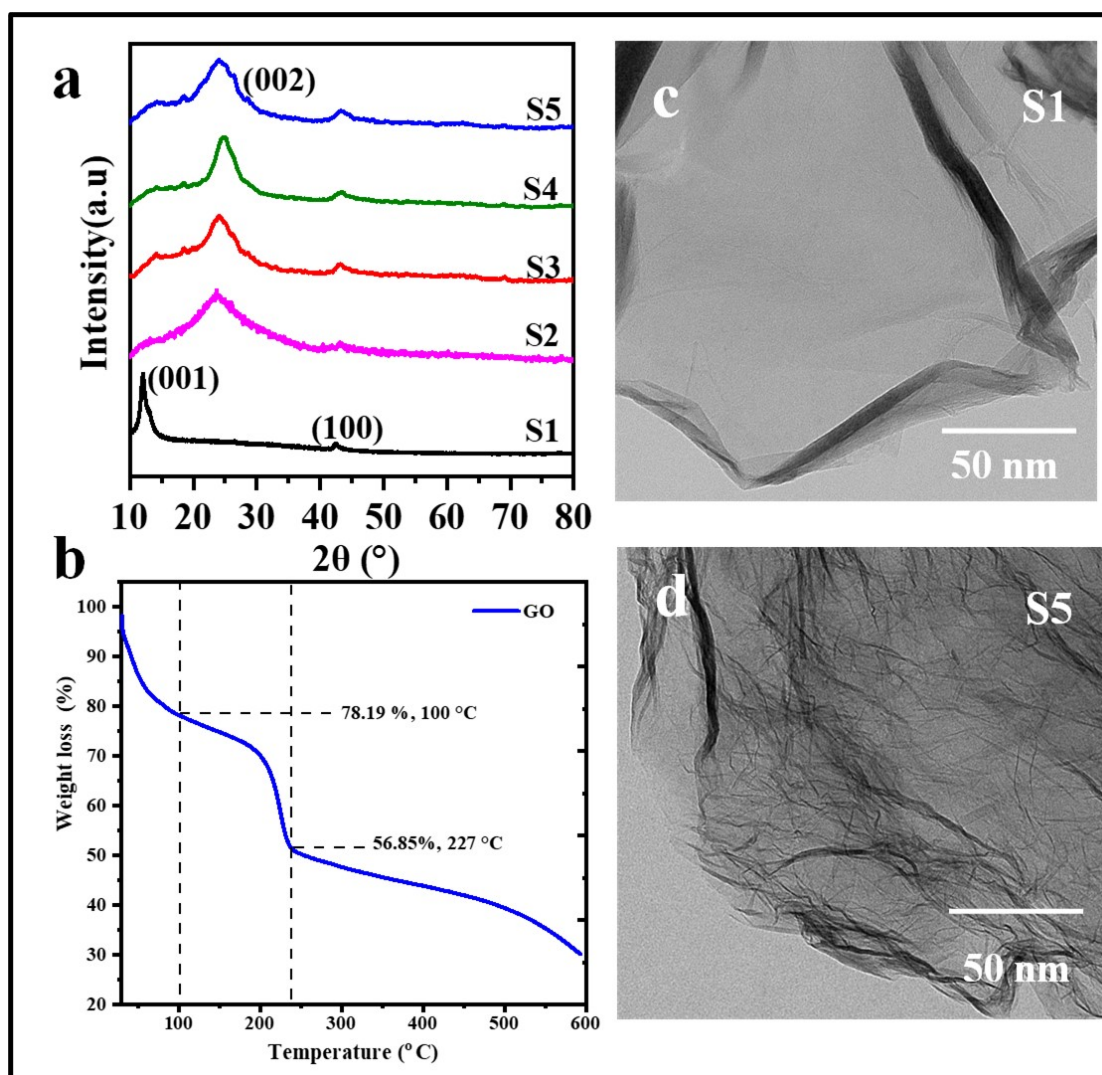 a
(002)
S5
S4
S3
S2
(001)
(100)
S1
Intensity(a.u)
10 20 30 40 50 60 70 80
2θ (°)
b
GO
100
90
80
70
60
50
40
30
20
78.19 %, 100 °C
56.85%, 227 °C
Weight loss (%)
100 200 300 400 500 600
Temperature (° C)
c
S1
50 nm
d
S5
50 nm